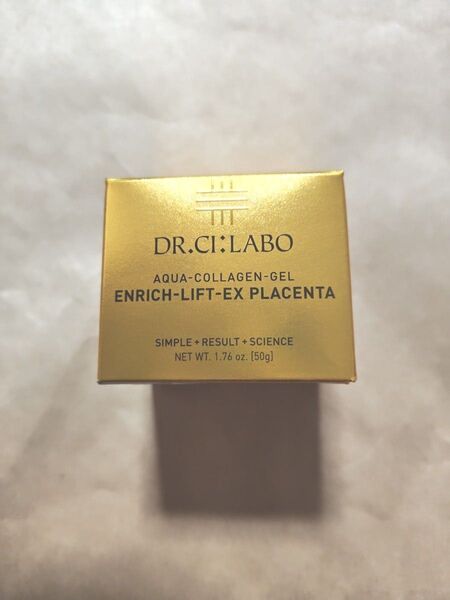 DR.CI:LABO
AQUA-COLLAGEN-GEL
ENRICH-LIFT-EX PLACENTA
SIMPLE + RESULT + SCIENCE
NET WT. 1.76 oz. [50g]